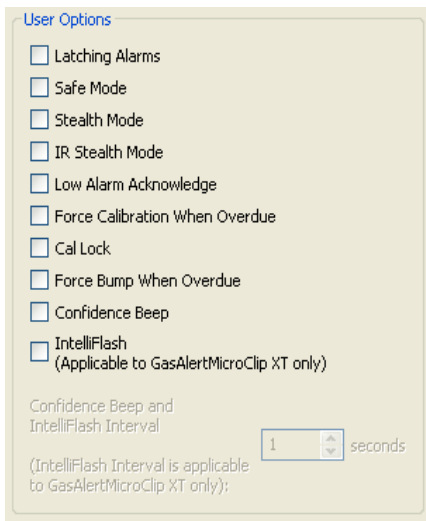 User Options
Latching Alarms
Safe Mode
Stealth Mode
IR Stealth Mode
Low Alarm Acknowledge
Force Calibration When Overdue
Cal Lock
Force Bump When Overdue
Confidence Beep
IntelliFlash
(Applicable to GasAlertMicroClip XT only)
Confidence Beep and
IntelliFlash Interval
1 seconds
(IntelliFlash Interval is applicable
to GasAlertMicroClip XT only):